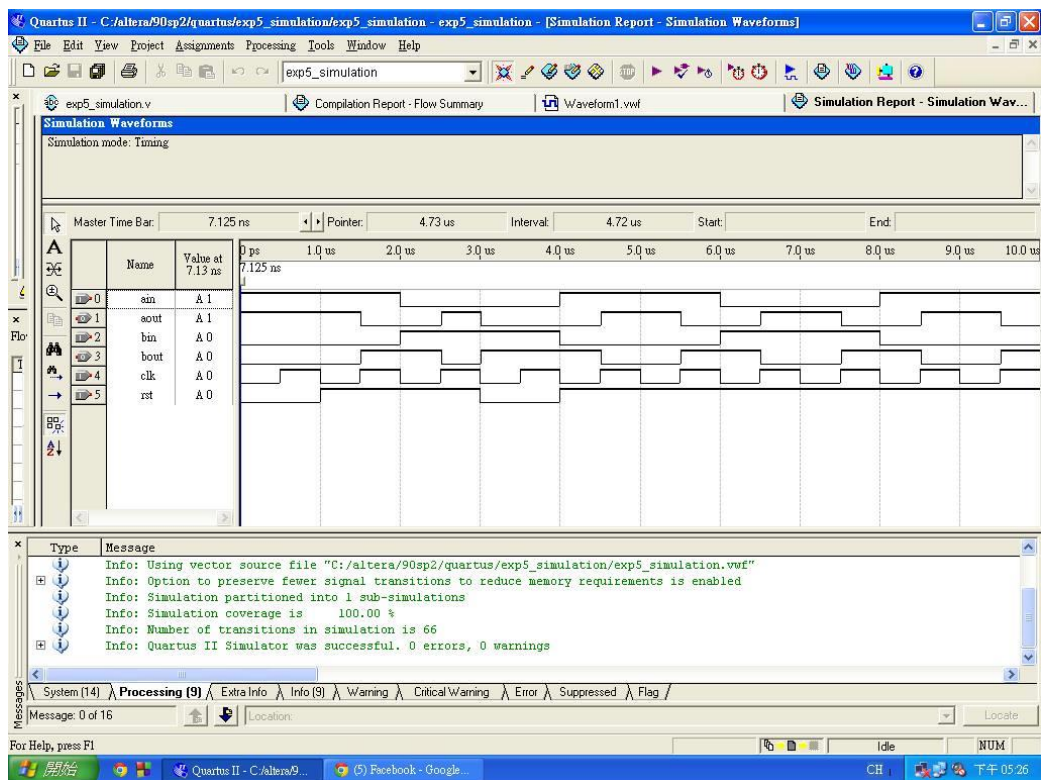 Quartus II - C:/altera/90sp2/quartus/exp5_simulation/exp5_simulation - exp5_simulation - [Simulation Report - Simulation Waveforms]
File Edit View Project Assignments Processing Tools Window Help
exp5_simulation
exp5_simulation.v Compilation Report - Flow Summary Waveform1.vwf Simulation Report - Simulation Wav...
Simulation Waveforms
Simulation mode: Timing
Master Time Bar: 7.125 ns Pointer: 4.73 us Interval: 4.72 us Start: End:
Name Value at 7.13 ns 0 ps 1.0 us 2.0 us 3.0 us 4.0 us 5.0 us 6.0 us 7.0 us 8.0 us 9.0 us 10.0 us
7.125 ns
0 ain A 1
1 aout A 1
2 bin A 0
3 bout A 0
4 clk A 0
5 rst A 0
Flo
Type Message
Info: Using vector source file "C:/altera/90sp2/quartus/exp5_simulation/exp5_simulation.vwf"
Info: Option to preserve fewer signal transitions to reduce memory requirements is enabled
Info: Simulation partitioned into 1 sub-simulations
Info: Simulation coverage is 100.00 %
Info: Number of transitions in simulation is 66
Info: Quartus II Simulator was successful. 0 errors, 0 warnings
System (14) Processing (9) Extra Info Info (9) Warning Critical Warning Error Suppressed Flag
Messages
Message: 0 of 16 Location: Locate
For Help, press F1 Idle NUM
開始 Quartus II - C:/altera/9... (5) Facebook - Google... CH 下午 05:26